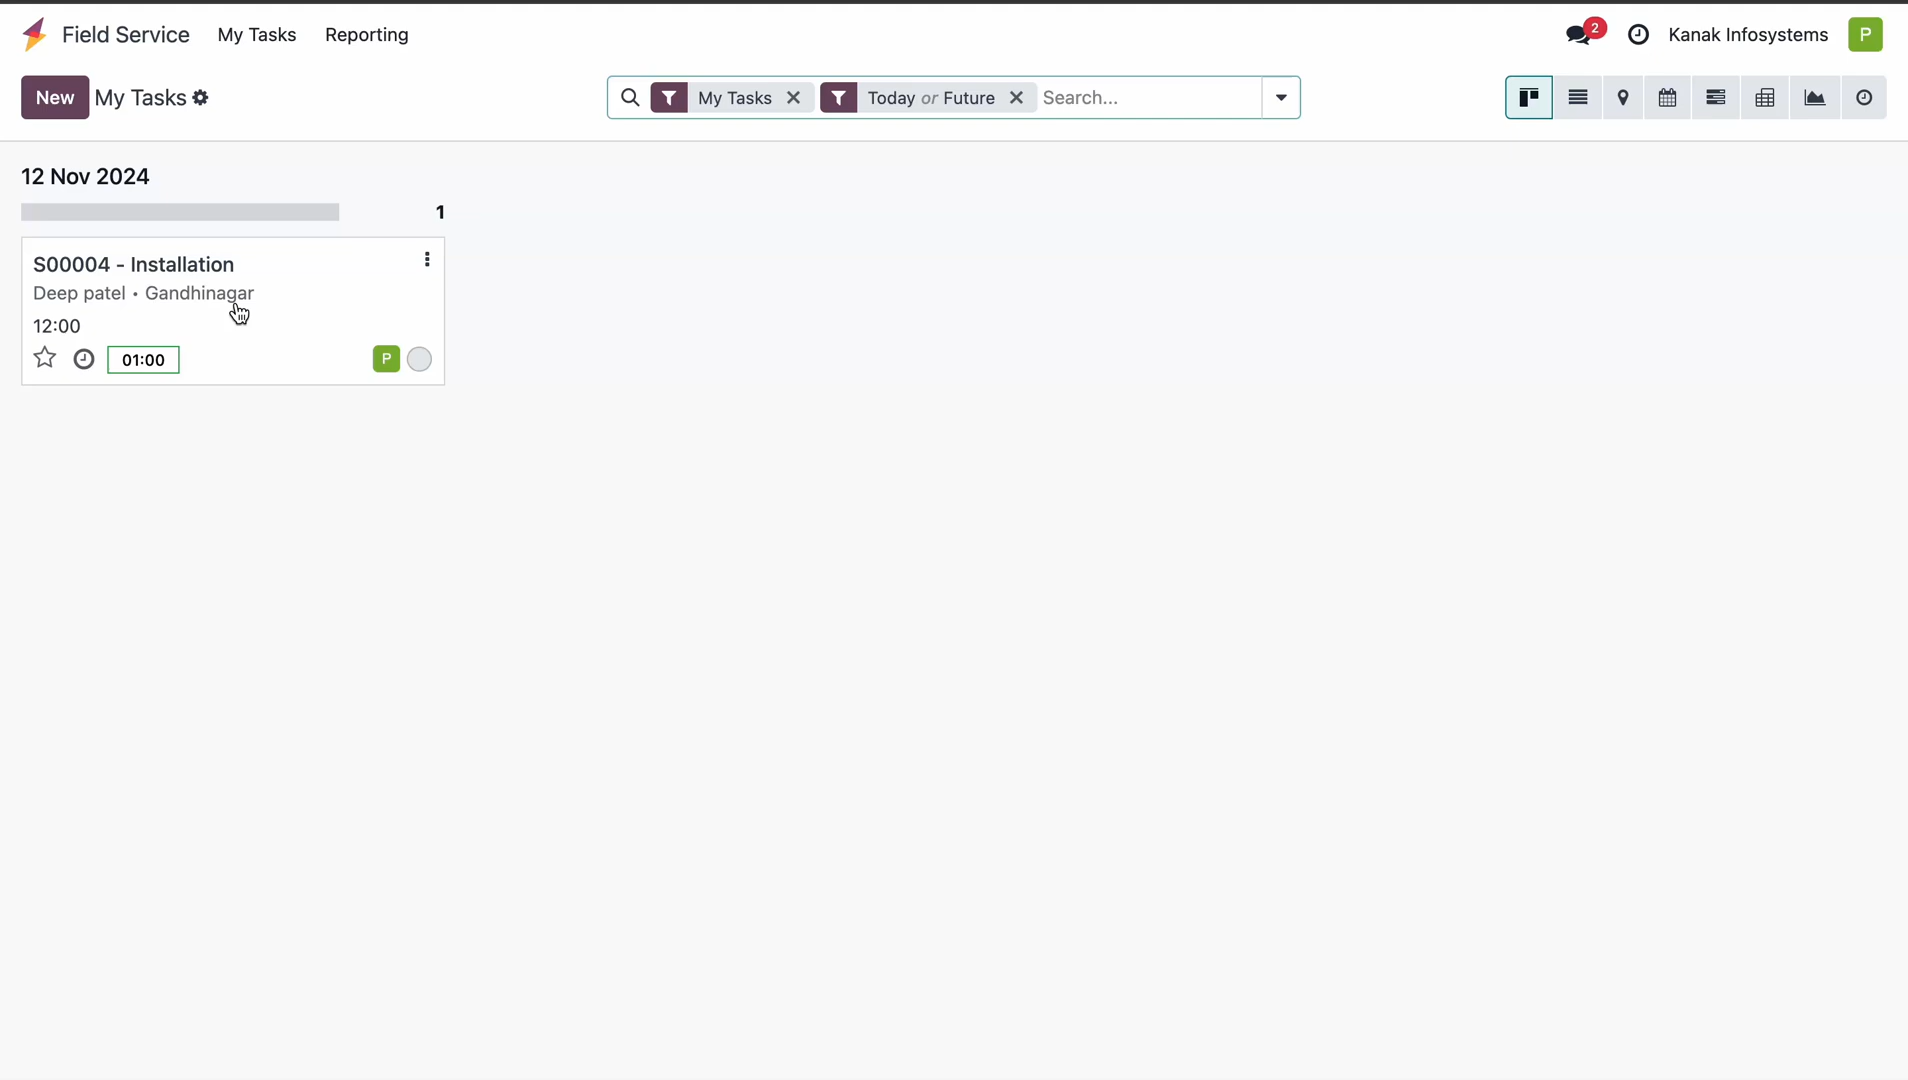 Field Service My Tasks Reporting 2 Kanak Infosystems P
New My Tasks My Tasks Today or Future Search...
12 Nov 2024
1
S00004 - Installation
Deep patel • Gandhinagar
12:00
01:00 P